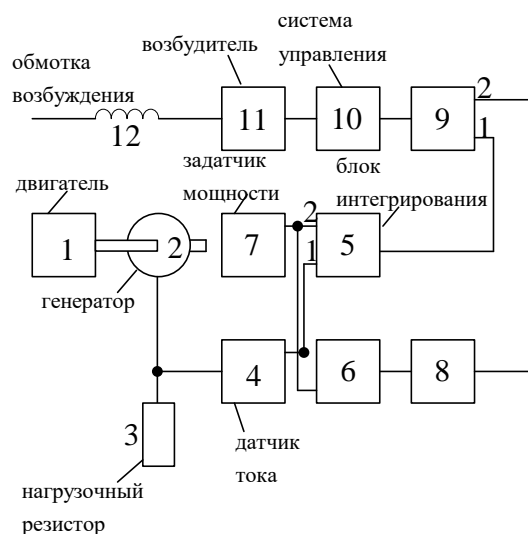 система
управления
возбудитель
обмотка
возбуждения
12
11
10
9
2
1
задатчик
мощности
блок
интегрирования
двигатель
1
2
7
2
1
5
генератор
4
6
8
3
датчик
тока
нагрузочный
резистор